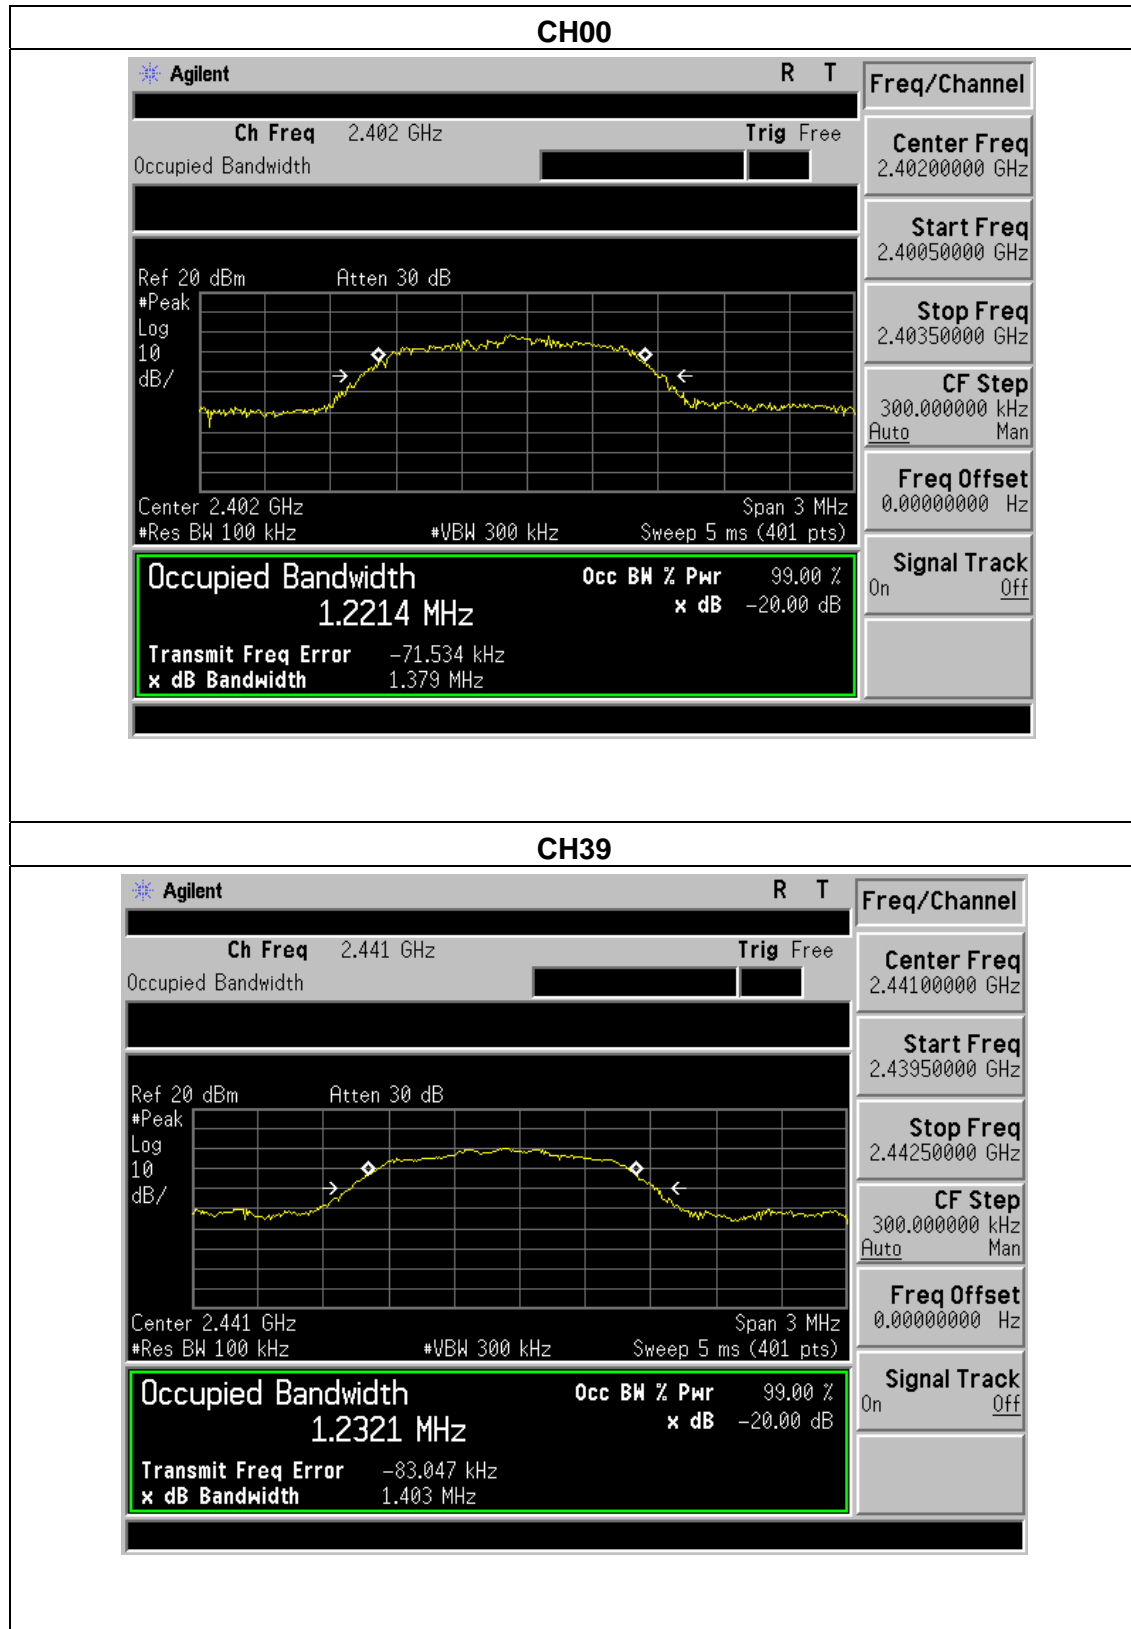 CH00
Agilent R T
Freq/Channel
Ch Freq 2.402 GHz Trig Free
Occupied Bandwidth
Center Freq
2.40200000 GHz
Start Freq
2.40050000 GHz
Stop Freq
2.40350000 GHz
CF Step
300.000000 kHz
Auto Man
Freq Offset
0.00000000 Hz
Signal Track
On Off
Ref 20 dBm Atten 30 dB
#Peak
Log
10
dB/
Center 2.402 GHz Span 3 MHz
#Res BW 100 kHz #VBW 300 kHz Sweep 5 ms (401 pts)
Occupied Bandwidth Occ BW % Pwr 99.00 %
1.2214 MHz x dB -20.00 dB
Transmit Freq Error -71.534 kHz
x dB Bandwidth 1.379 MHz
CH39
Agilent R T
Freq/Channel
Ch Freq 2.441 GHz Trig Free
Occupied Bandwidth
Center Freq
2.44100000 GHz
Start Freq
2.43950000 GHz
Stop Freq
2.44250000 GHz
CF Step
300.000000 kHz
Auto Man
Freq Offset
0.00000000 Hz
Signal Track
On Off
Ref 20 dBm Atten 30 dB
#Peak
Log
10
dB/
Center 2.441 GHz Span 3 MHz
#Res BW 100 kHz #VBW 300 kHz Sweep 5 ms (401 pts)
Occupied Bandwidth Occ BW % Pwr 99.00 %
1.2321 MHz x dB -20.00 dB
Transmit Freq Error -83.047 kHz
x dB Bandwidth 1.403 MHz